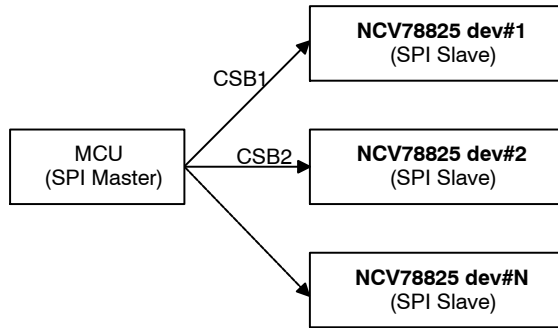 NCV78825 dev#1
(SPI Slave)
CSB1
MCU
(SPI Master)
CSB2
NCV78825 dev#2
(SPI Slave)
NCV78825 dev#N
(SPI Slave)